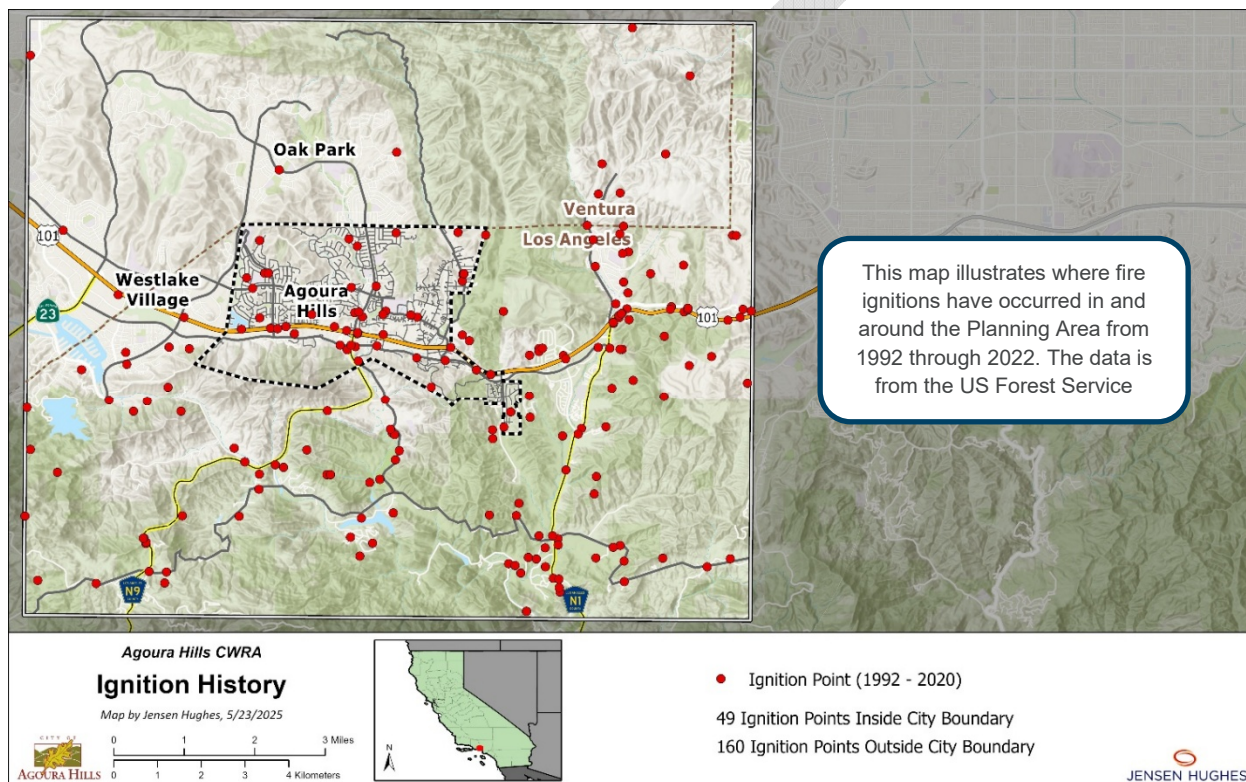 Oak Park
Ventura
Los Angeles
101
Westlake
Village
Agoura
Hills
23
101
N9
N1
This map illustrates where fire
ignitions have occurred in and
around the Planning Area from
1992 through 2022. The data is
from the US Forest Service
Agoura Hills CWRA
Ignition History
Map by Jensen Hughes, 5/23/2025
CITY OF
AGOURA HILLS
0 1 2 3 Miles
0 1 2 3 4 Kilometers
N
Ignition Point (1992 - 2020)
49 Ignition Points Inside City Boundary
160 Ignition Points Outside City Boundary
JENSEN HUGHES